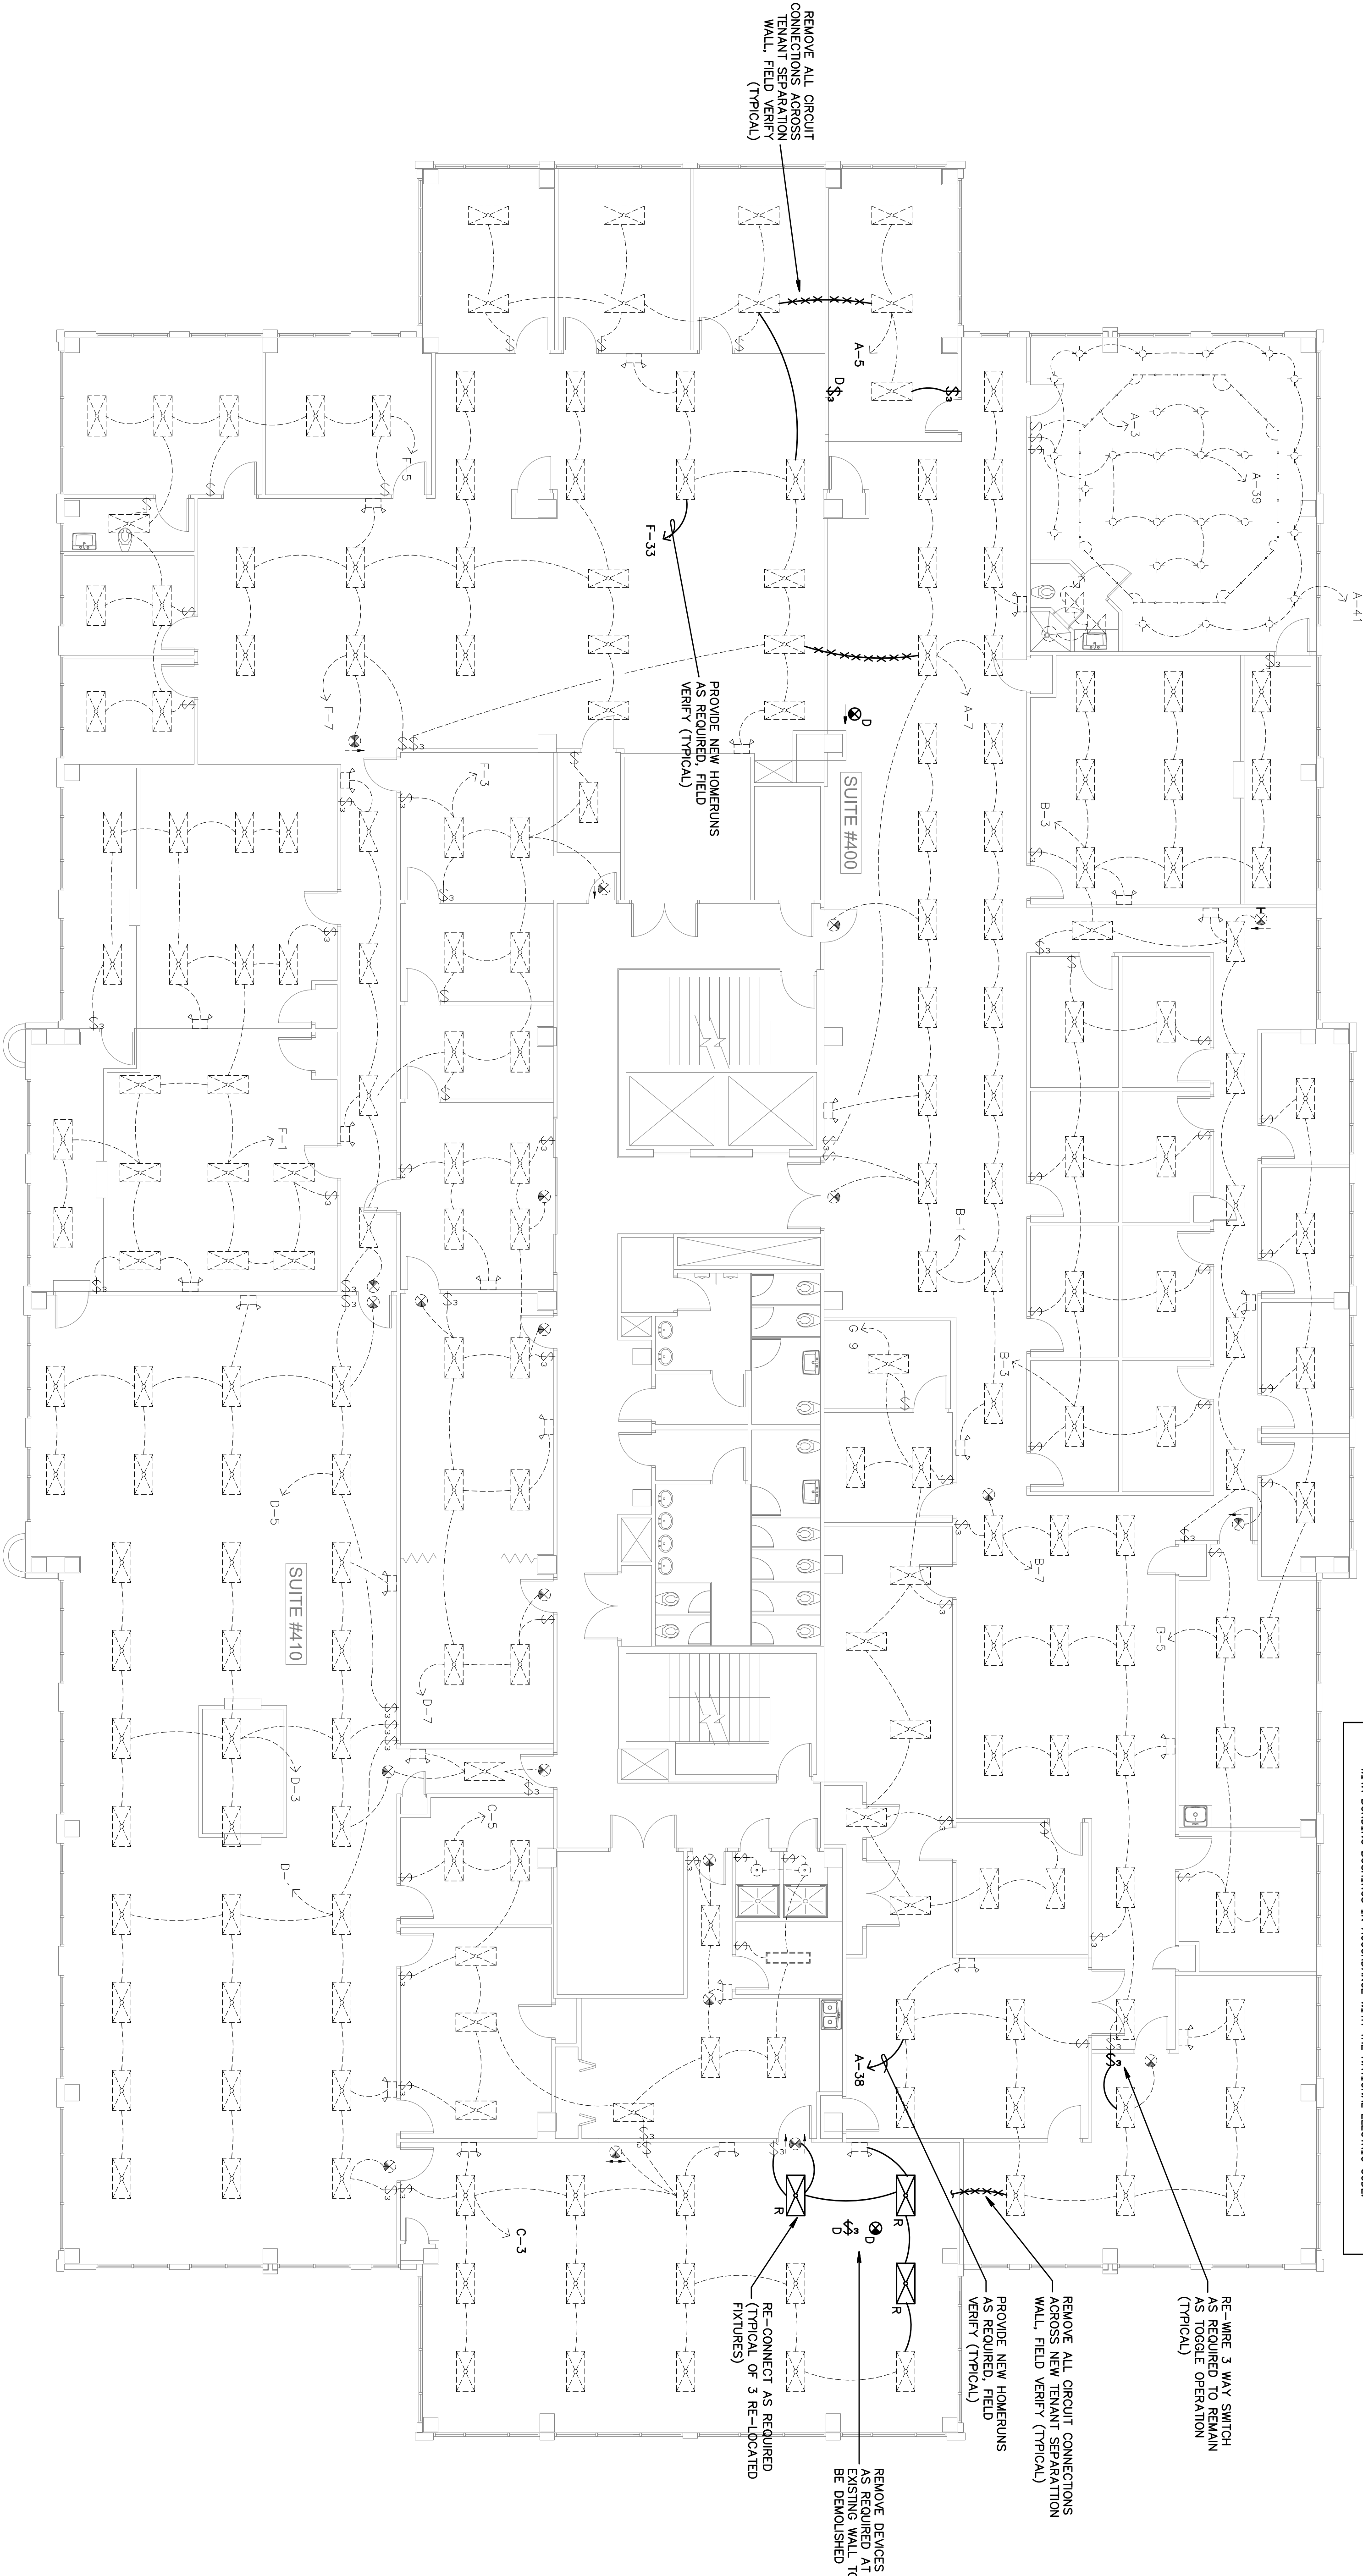 REMOVE ALL CIRCUIT
CONNECTIONS ACROSS
TENANT SEPARATION
WALL, FIELD VERIFY
(TYPICAL)
A-5
D
A-3
A-39
A-41
F-5
F-33
PROVIDE NEW HOMERUNS
AS REQUIRED, FIELD
VERIFY (TYPICAL)
A-7
F-7
D
SUITE #400
F-3
B-3
F-1
B-1
G-9
B-3
D-5
B-7
SUITE #410
B-5
D-7
D-3
C-5
D-1
A-38
C-3
R
R
R
D
D
RE-WIRE 3 WAY SWITCH
AS REQUIRED TO REMAIN
AS TOGGLE OPERATION
(TYPICAL)
REMOVE ALL CIRCUIT CONNECTIONS
ACROSS NEW TENANT SEPARATTION
WALL, FIELD VERIFY (TYPICAL)
PROVIDE NEW HOMERUNS
AS REQUIRED, FIELD
VERIFY (TYPICAL)
RE-CONNECT AS REQUIRED
(TYPICAL OF 3 RE-LOCATED
FIXTURES)
REMOVE DEVICES
AS REQUIRED AT
EXISTING WALL TO
BE DEMOLISHED